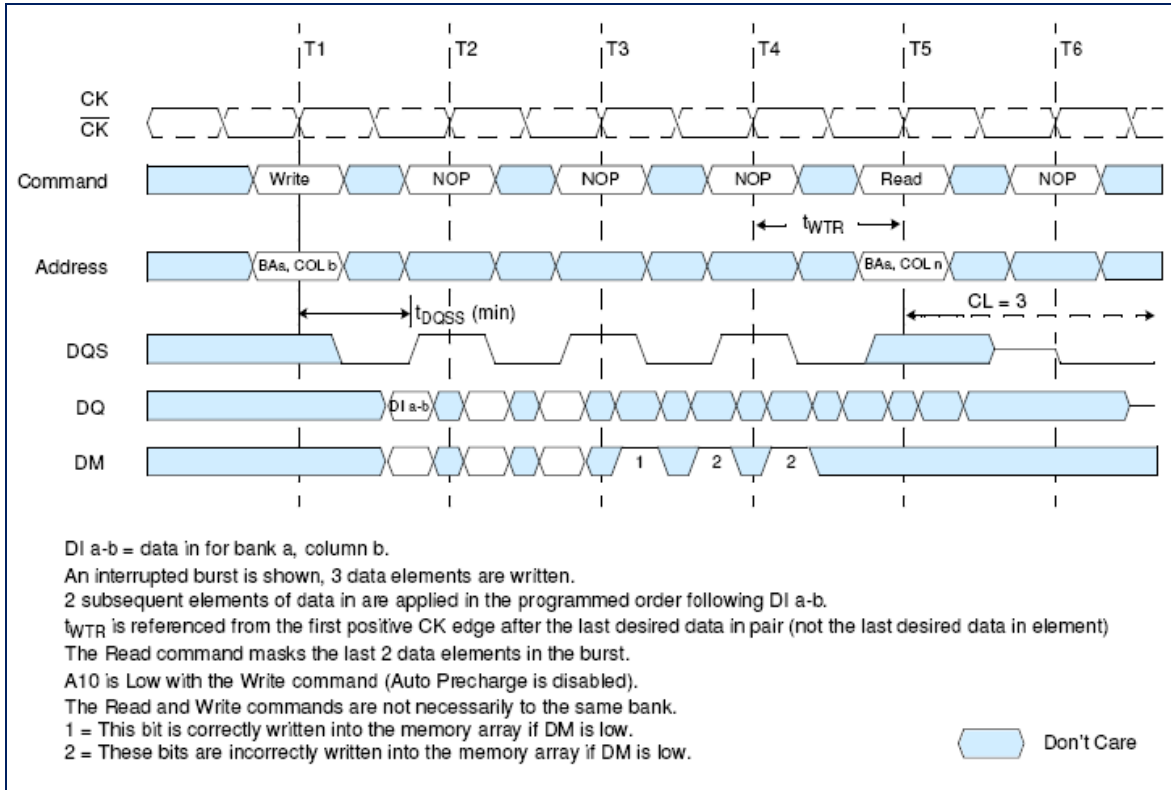 T1 T2 T3 T4 T5 T6
CK
CK
Command Write NOP NOP NOP Read NOP
tWTR
Address BAa, COL b BAa, COL n
tDQSS (min) CL = 3
DQS
DQ DI a-b
DM 1 2 2
DI a-b = data in for bank a, column b.
An interrupted burst is shown, 3 data elements are written.
2 subsequent elements of data in are applied in the programmed order following DI a-b.
tWTR is referenced from the first positive CK edge after the last desired data in pair (not the last desired data in element)
The Read command masks the last 2 data elements in the burst.
A10 is Low with the Write command (Auto Precharge is disabled).
The Read and Write commands are not necessarily to the same bank.
1 = This bit is correctly written into the memory array if DM is low.
2 = These bits are incorrectly written into the memory array if DM is low.
Don't Care